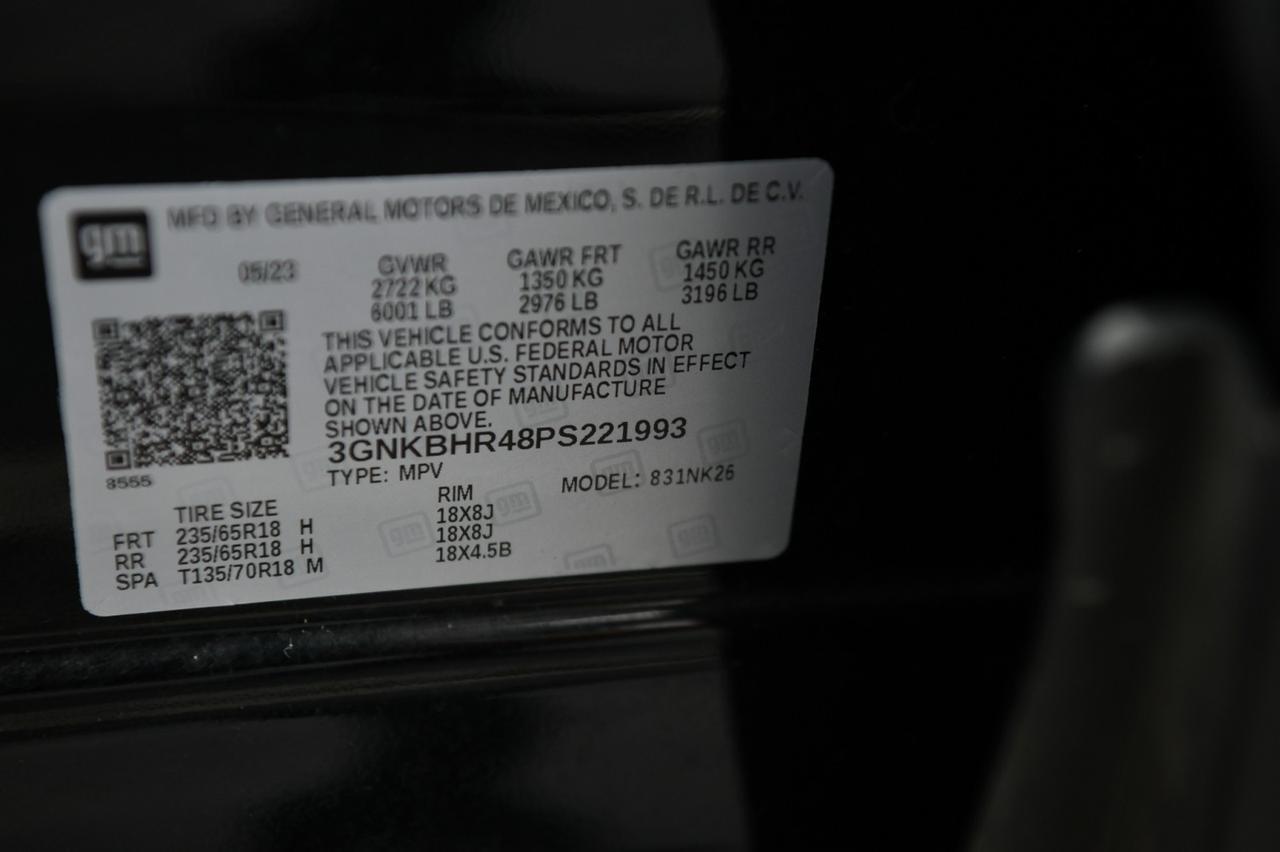 gm MFD BY GENERAL MOTORS DE MEXICO, S. DE R.L. DE C.V.
05/23 GVWR GAWR FRT GAWR RR
2722 KG 1350 KG 1450 KG
6001 LB 2976 LB 3196 LB
THIS VEHICLE CONFORMS TO ALL
APPLICABLE U.S. FEDERAL MOTOR
VEHICLE SAFETY STANDARDS IN EFFECT
ON THE DATE OF MANUFACTURE
SHOWN ABOVE.
3GNKBHR48PS221993
8555 TYPE: MPV MODEL: 831NK26
TIRE SIZE RIM
FRT 235/65R18 H 18X8J
RR 235/65R18 H 18X8J
SPA T135/70R18 M 18X4.5B